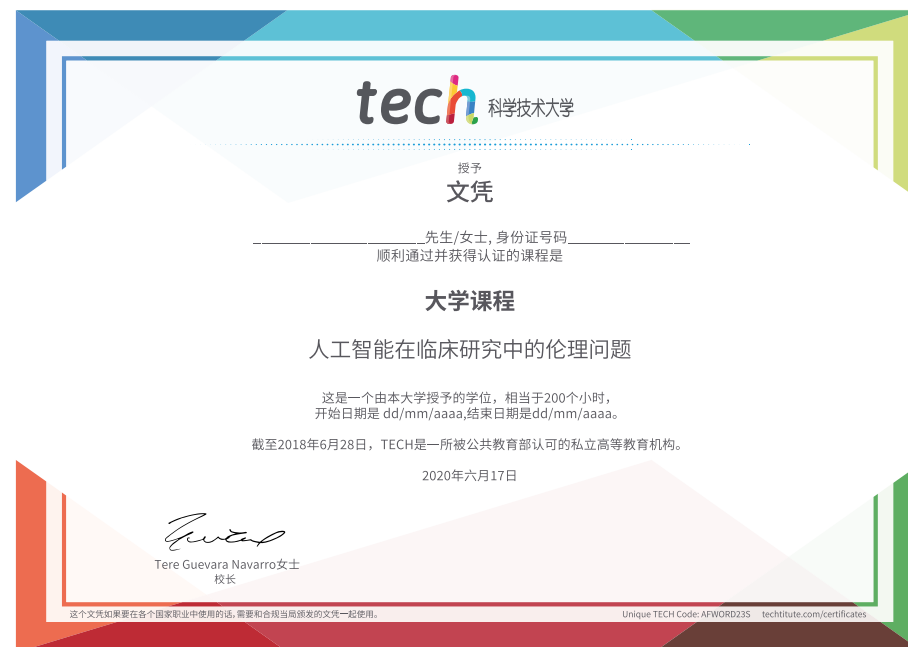 tech 科学技术大学
授予
文凭
______________________先生/女士, 身份证号码________________
顺利通过并获得认证的课程是
大学课程
人工智能在临床研究中的伦理问题
这是一个由本大学授予的学位，相当于200个小时，
开始日期是 dd/mm/aaaa,结束日期是dd/mm/aaaa。
截至2018年6月28日，TECH是一所被公共教育部认可的私立高等教育机构。
2020年六月17日
Tere Guevara Navarro女士
校长
这个文凭如果要在各个国家职业中使用的话,需要和合规当局颁发的文凭一起使用。
Unique TECH Code: AFWORD23S techtitute.com/certificates